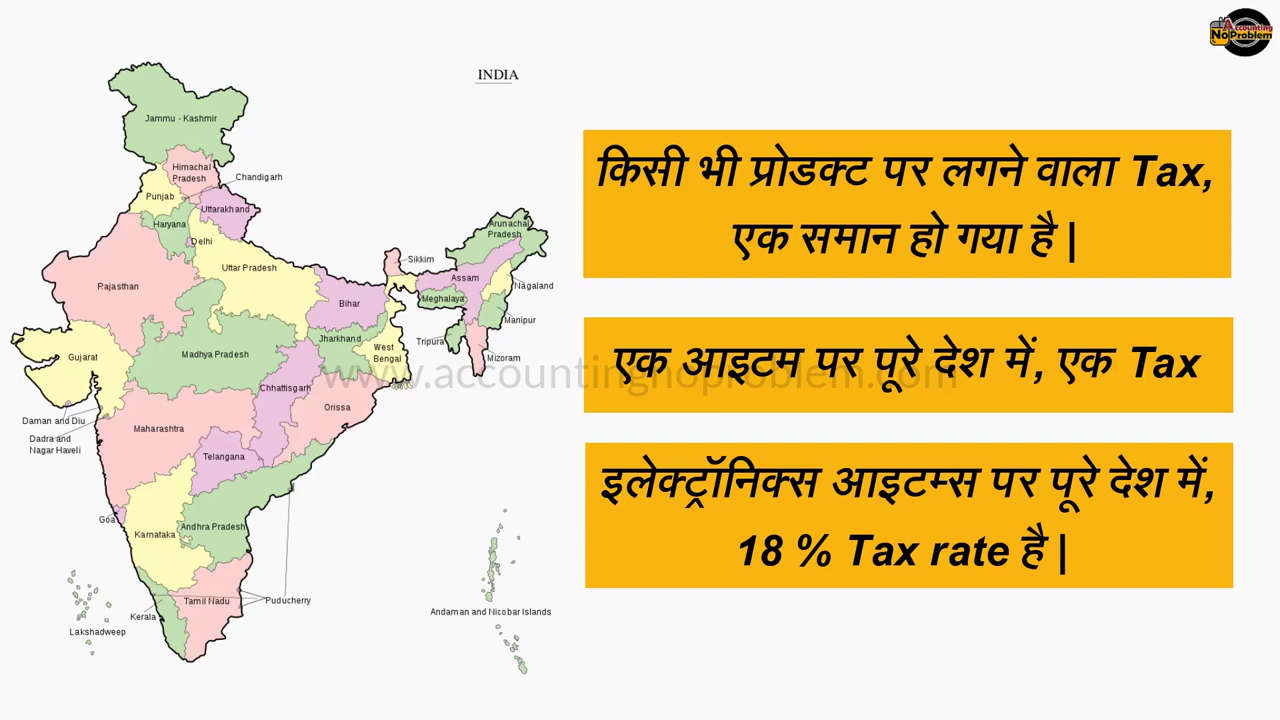 Accounting
NoProblem
INDIA
किसी भी प्रोडक्ट पर लगने वाला Tax,
एक समान हो गया है |
एक आइटम पर पूरे देश में, एक Tax
इलेक्ट्रॉनिक्स आइटम्स पर पूरे देश में,
18 % Tax rate है |
www.accountingnoproblem.com
Jammu - Kashmir
Himachal
Pradesh
Chandigarh
Punjab
Uttarakhand
Haryana
Delhi
Arunachal
Pradesh
Sikkim
Uttar Pradesh
Assam
Rajasthan
Nagaland
Bihar
Meghalaya
Manipur
Jharkhand
Tripura
West
Bengal
Gujarat
Madhya Pradesh
Mizoram
Chhattisgarh
Orissa
Daman and Diu
Maharashtra
Dadra and
Nagar Haveli
Telangana
Goa
Andhra Pradesh
Karnataka
Tamil Nadu
Puducherry
Kerala
Andaman and Nicobar Islands
Lakshadweep